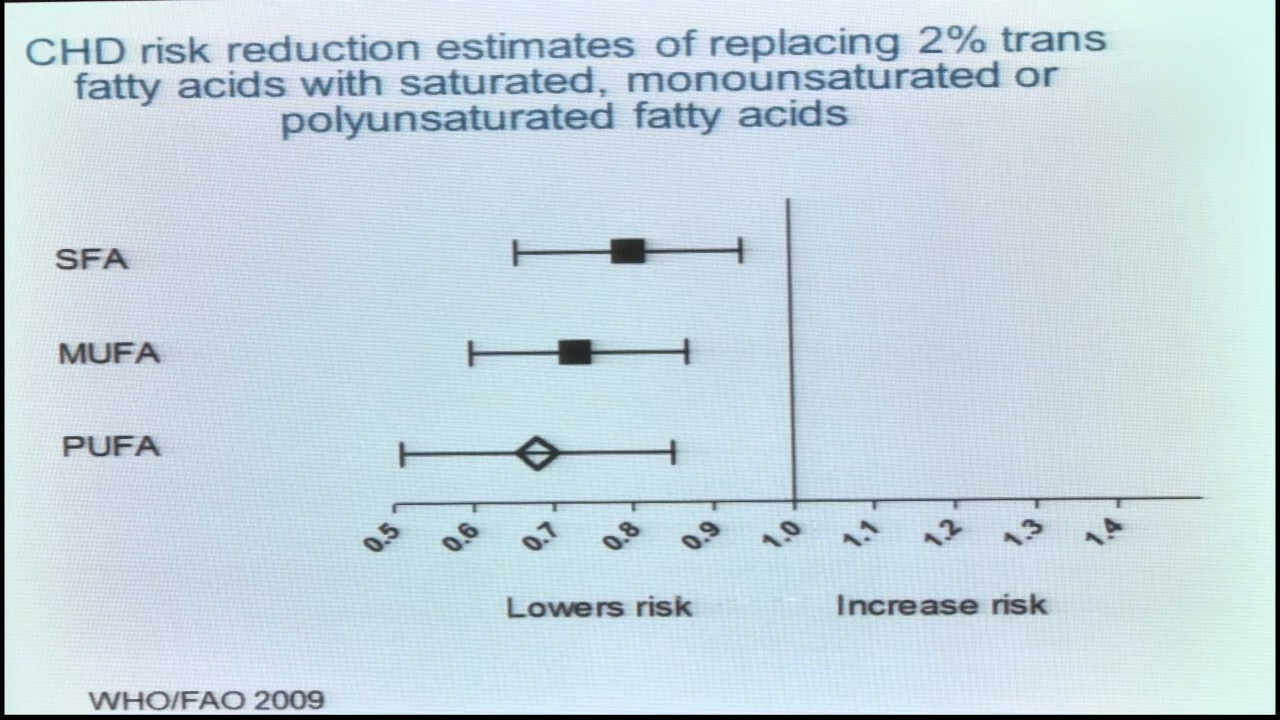 CHD risk reduction estimates of replacing 2% trans
fatty acids with saturated, monounsaturated or
polyunsaturated fatty acids
SFA
MUFA
PUFA
0.5 0.6 0.7 0.8 0.9 1.0 1.1 1.2 1.3 1.4
Lowers risk Increase risk
WHO/FAO 2009